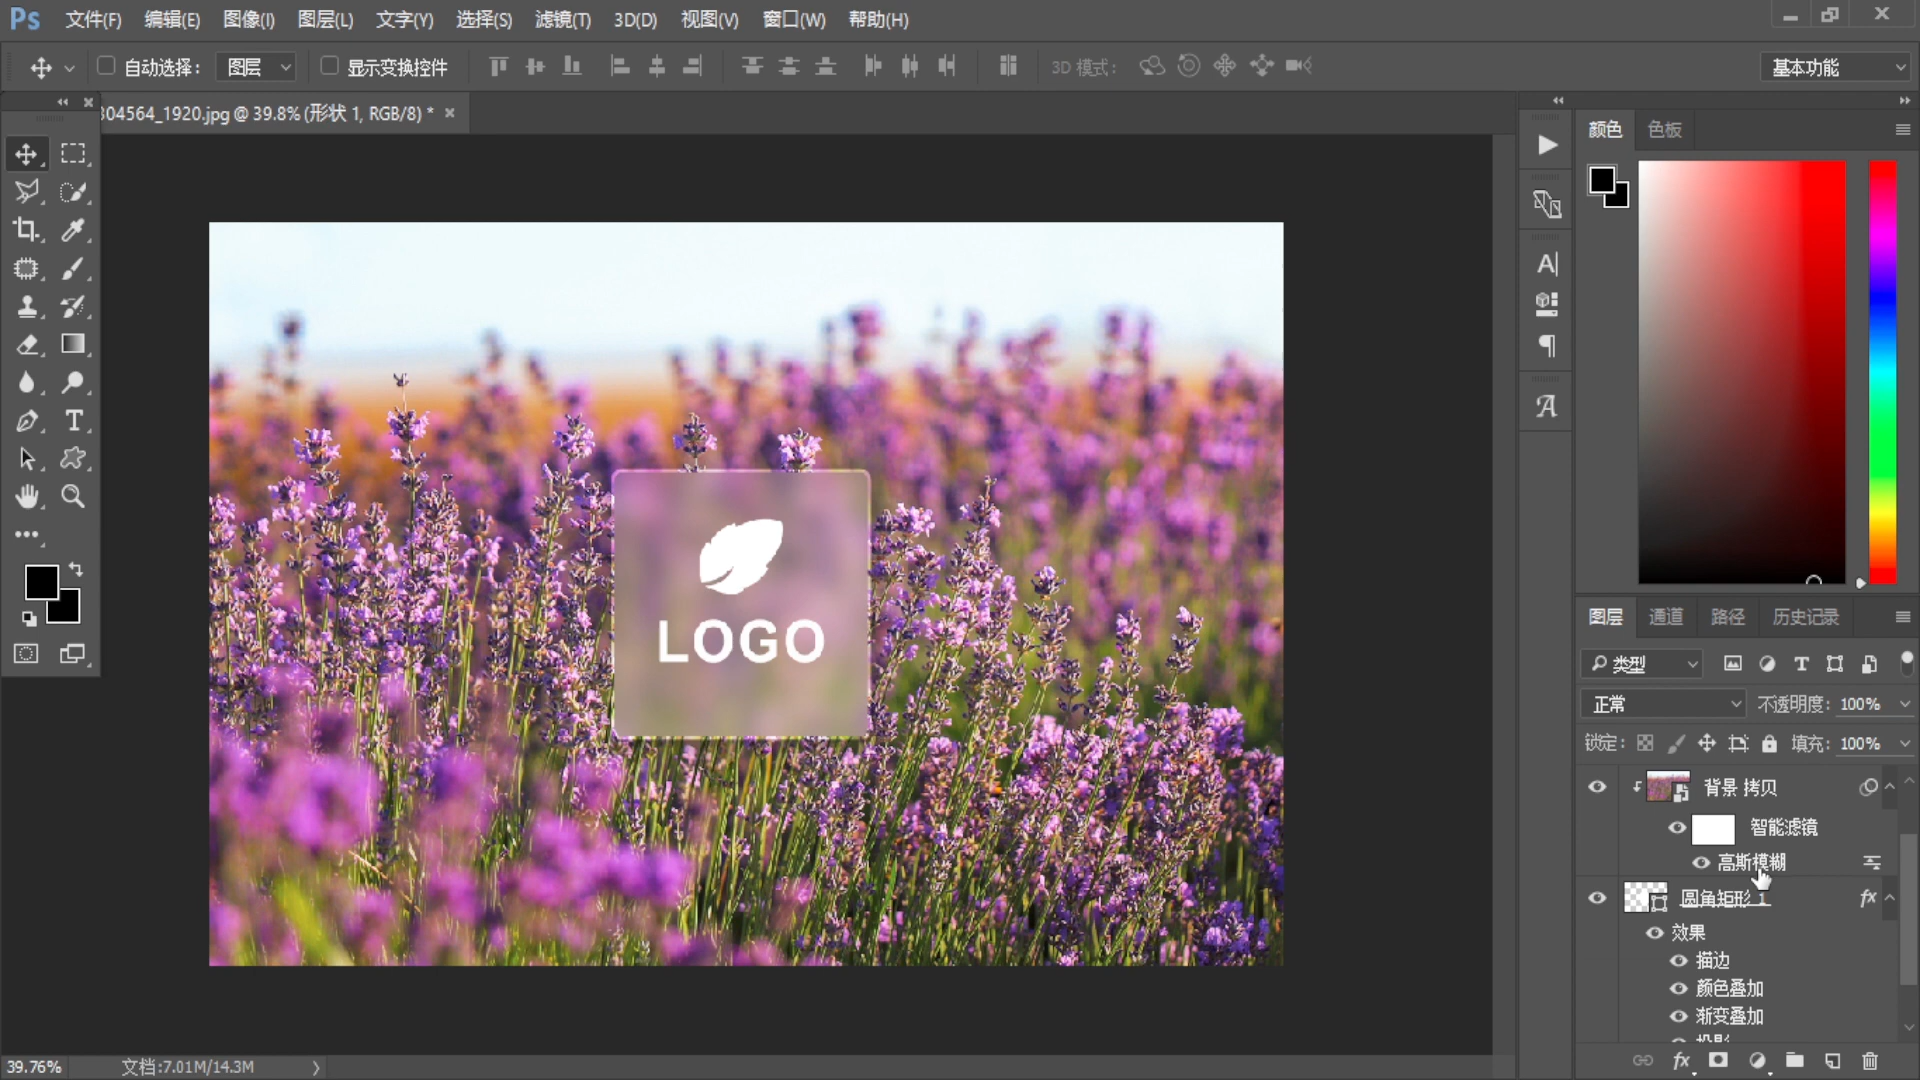 Ps 文件(F) 编辑(E) 图像(I) 图层(L) 文字(Y) 选择(S) 滤镜(T) 3D(D) 视图(V) 窗口(W) 帮助(H)
自动选择: 图层 显示变换控件 3D 模式: 基本功能
304564_1920.jpg @ 39.8% (形状 1, RGB/8) *
颜色 色板
LOGO
图层 通道 路径 历史记录
类型
正常 不透明度: 100%
锁定: 填充: 100%
背景 拷贝
智能滤镜
高斯模糊
圆角矩形 1 fx
效果
描边
颜色叠加
渐变叠加
投影
39.76% 文档:7.01M/14.3M